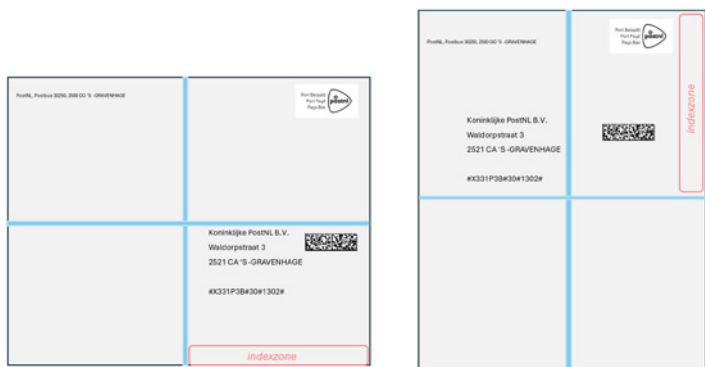 PostNL, Postbus 30250, 2500 GG 'S -GRAVENHAGE
Port Betaald
Port Payé
Pays-Bas
postnl
Koninklijke PostNL B.V.
Waldorpstraat 3
2521 CA 'S -GRAVENHAGE
#X331P3B#30#1302#
indexzone
PostNL, Postbus 30250, 2500 GG 'S -GRAVENHAGE
Port Betaald
Port Payé
Pays-Bas
postnl
indexzone
Koninklijke PostNL B.V.
Waldorpstraat 3
2521 CA 'S -GRAVENHAGE
#X331P3B#30#1302#